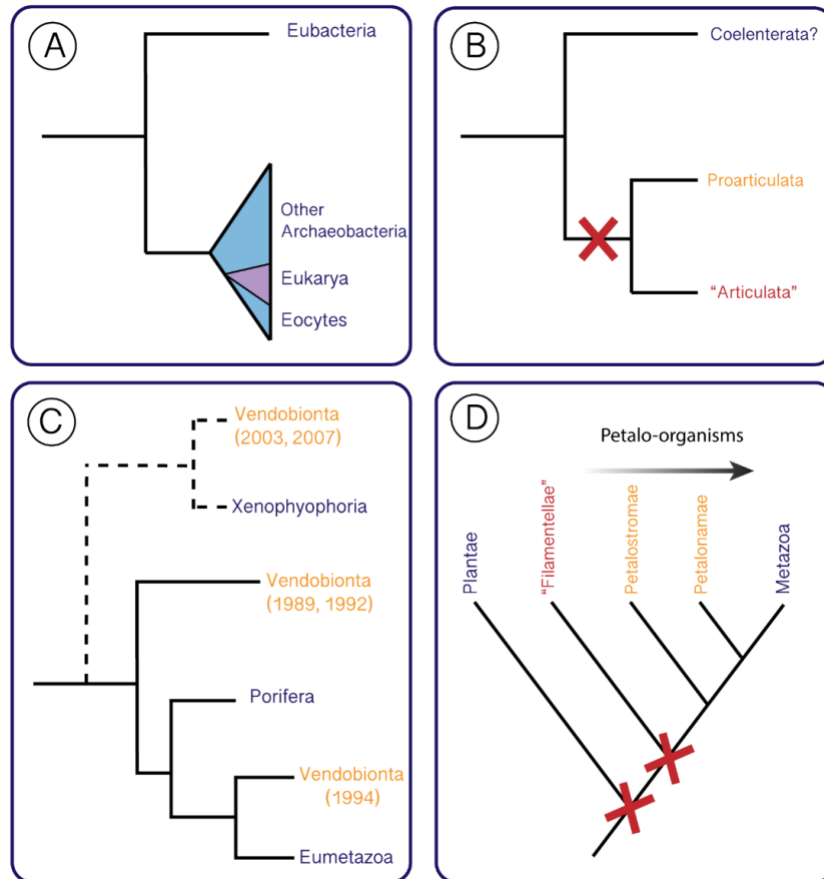 A
Eubacteria
Other
Archaeobacteria
Eukarya
Eocytes
B
Coelenterata?
Proarticulata
"Articulata"
C
Vendobionta
(2003, 2007)
Xenophyophoria
Vendobionta
(1989, 1992)
Porifera
Vendobionta
(1994)
Eumetazoa
D
Petalo-organisms
Plantae
"Filamentellae"
Petalostromae
Petalonamae
Metazoa